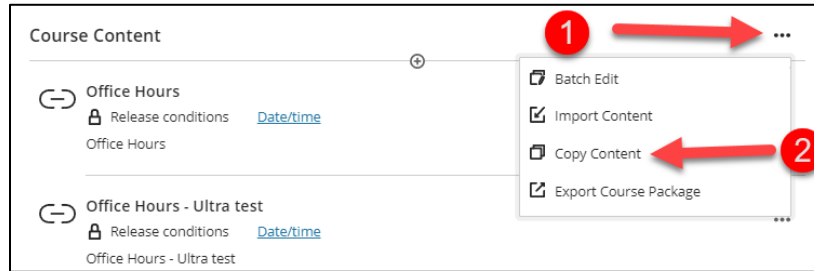 Course Content
1
Office Hours
Release conditions Date/time
Office Hours
Batch Edit
Import Content
Copy Content
2
Export Course Package
Office Hours - Ultra test
Release conditions Date/time
Office Hours - Ultra test